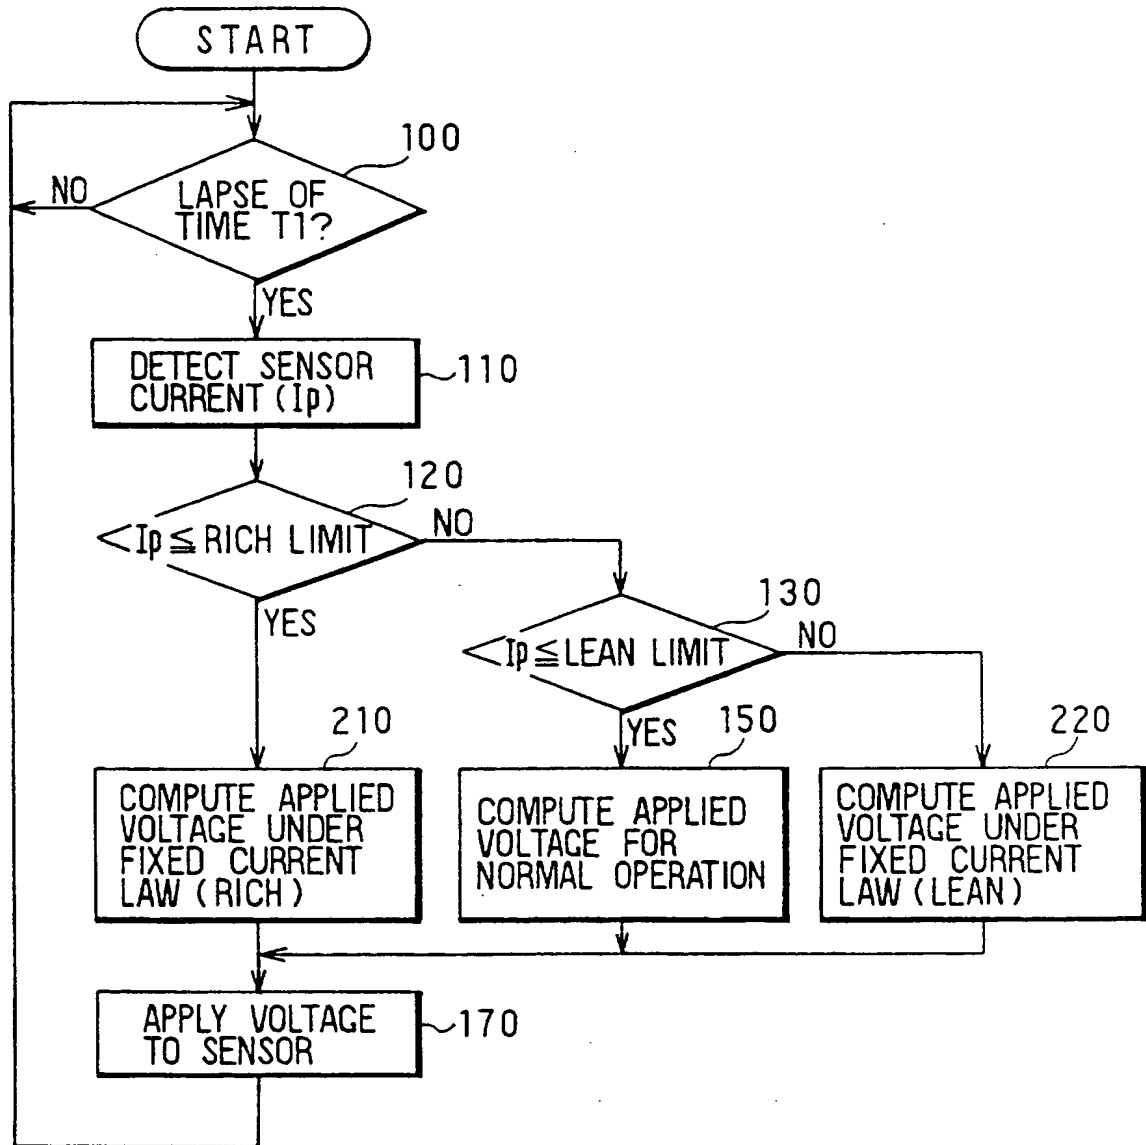 START
100
NO
LAPSE OF
TIME T1?
YES
DETECT SENSOR
CURRENT (Ip)
110
120
Ip ≦ RICH LIMIT
NO
YES
130
Ip ≦ LEAN LIMIT
NO
YES
210
COMPUTE APPLIED
VOLTAGE UNDER
FIXED CURRENT
LAW (RICH)
150
COMPUTE APPLIED
VOLTAGE FOR
NORMAL OPERATION
220
COMPUTE APPLIED
VOLTAGE UNDER
FIXED CURRENT
LAW (LEAN)
APPLY VOLTAGE
TO SENSOR
170